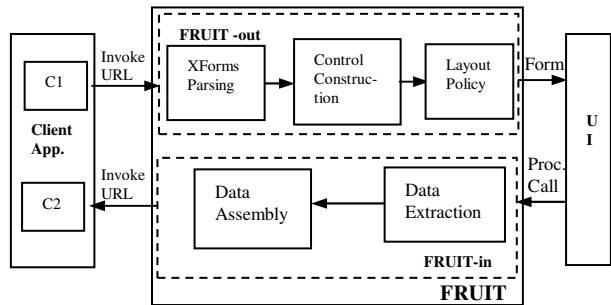 FRUIT -out
Invoke
URL
C1
XForms
Parsing
Control
Construc-
tion
Layout
Policy
Form
Client
App.
U
I
Invoke
URL
C2
Data
Assembly
Data
Extraction
Proc.
Call
FRUIT-in
FRUIT